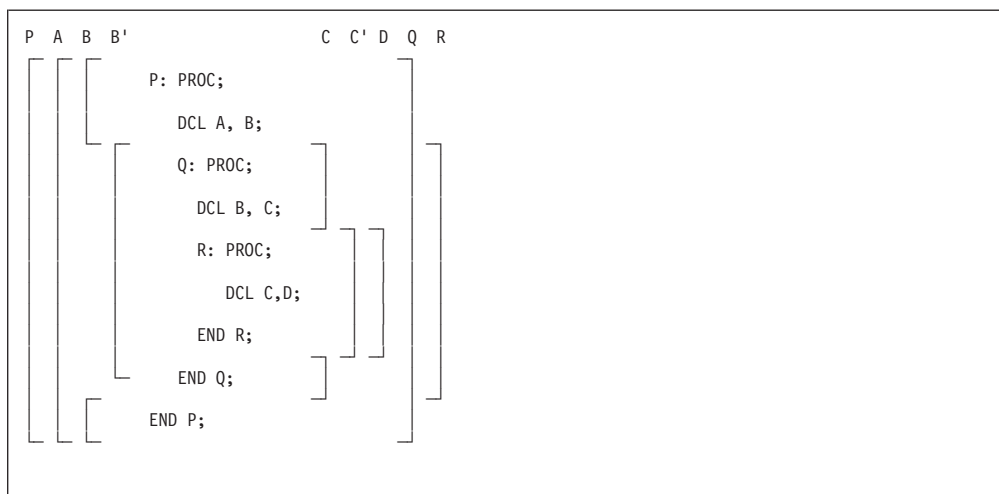 P A B B' C C' D Q R
P: PROC;
DCL A, B;
Q: PROC;
DCL B, C;
R: PROC;
DCL C,D;
END R;
END Q;
END P;